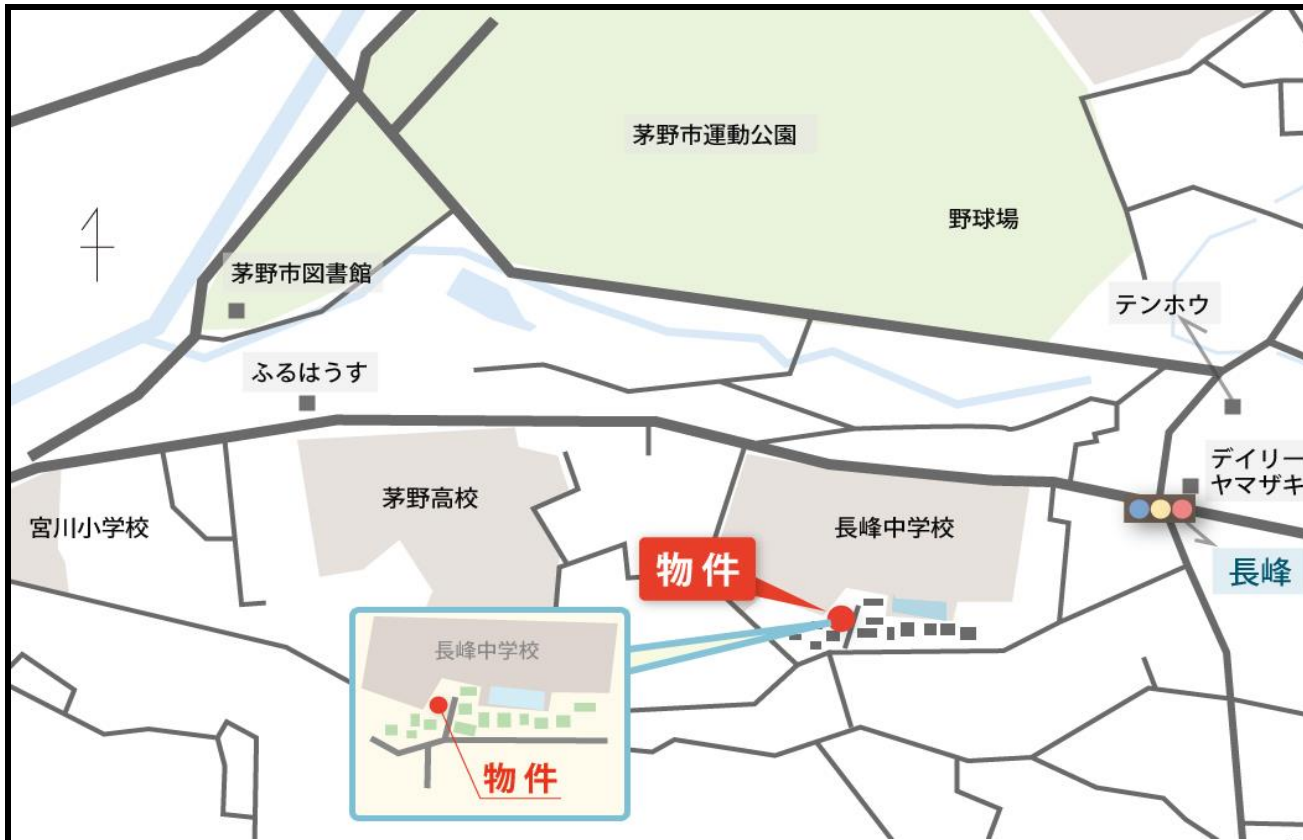 茅野市運動公園
野球場
茅野市図書館
テンホウ
ふるはうす
デイリー
ヤマザキ
茅野高校
長峰中学校
宮川小学校
物件
長峰
長峰中学校
物件